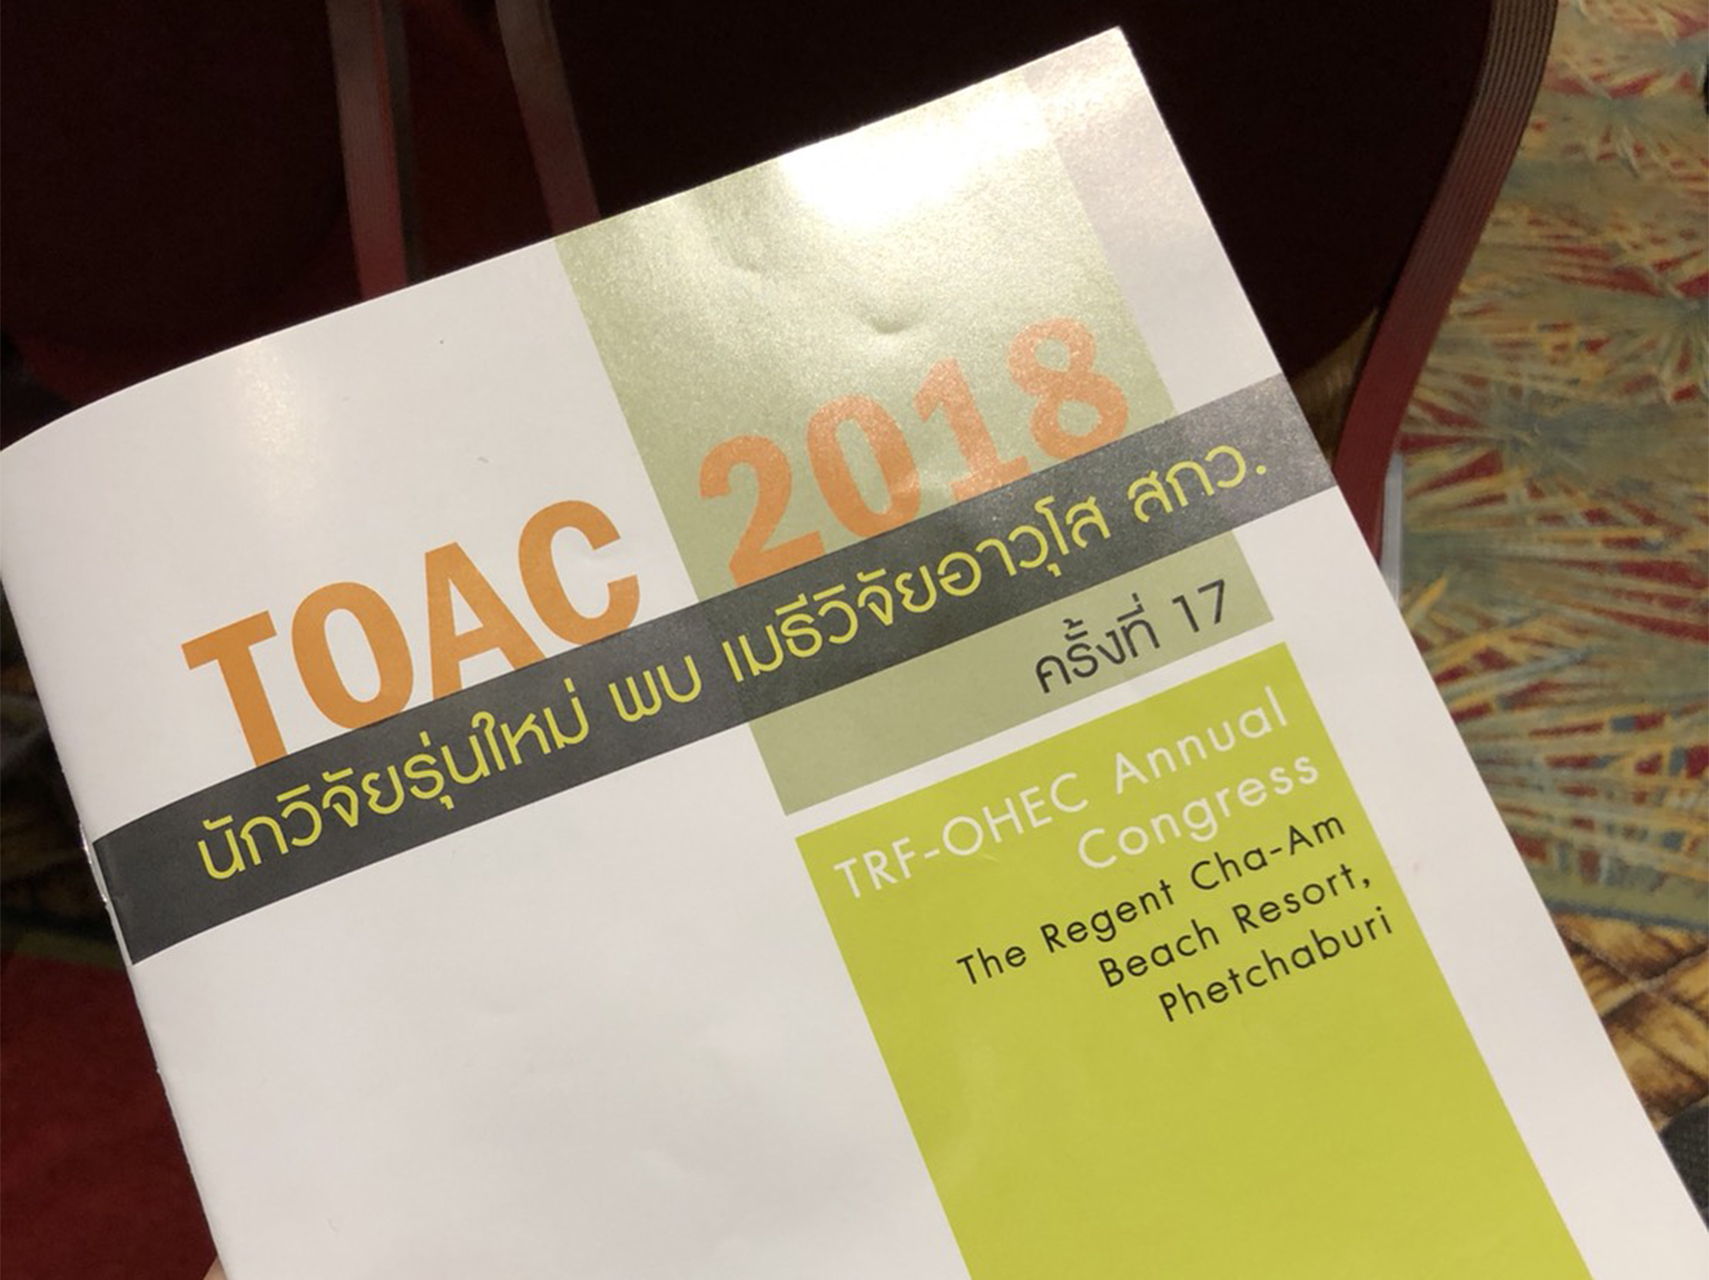 TOAC 2018
นักวิจัยรุ่นใหม่ พบ เมธีวิจัยอาวุโส สกว.
ครั้งที่ 17
TRF-OHEC Annual
Congress
The Regent Cha-Am
Beach Resort,
Phetchaburi